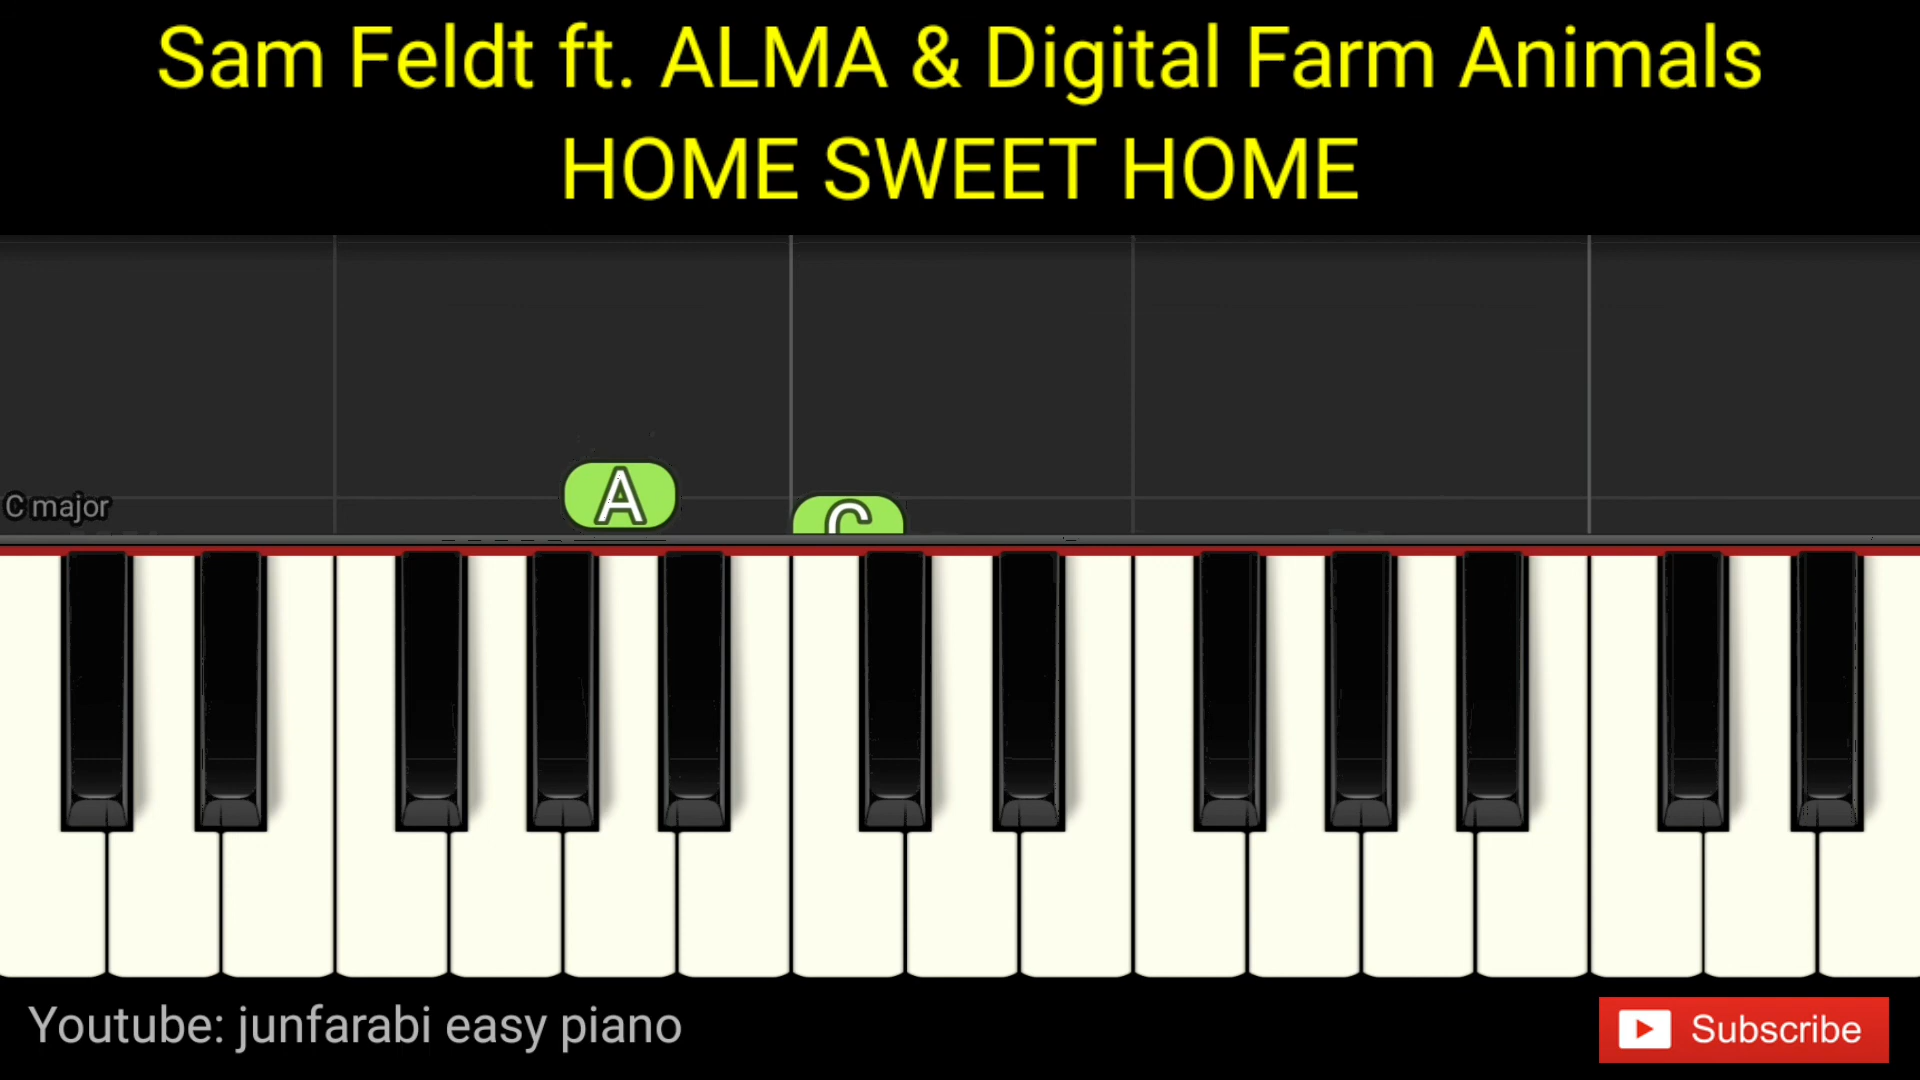 Sam Feldt ft. ALMA & Digital Farm Animals
HOME SWEET HOME
A
C
C major
Youtube: junfarabi easy piano
Subscribe